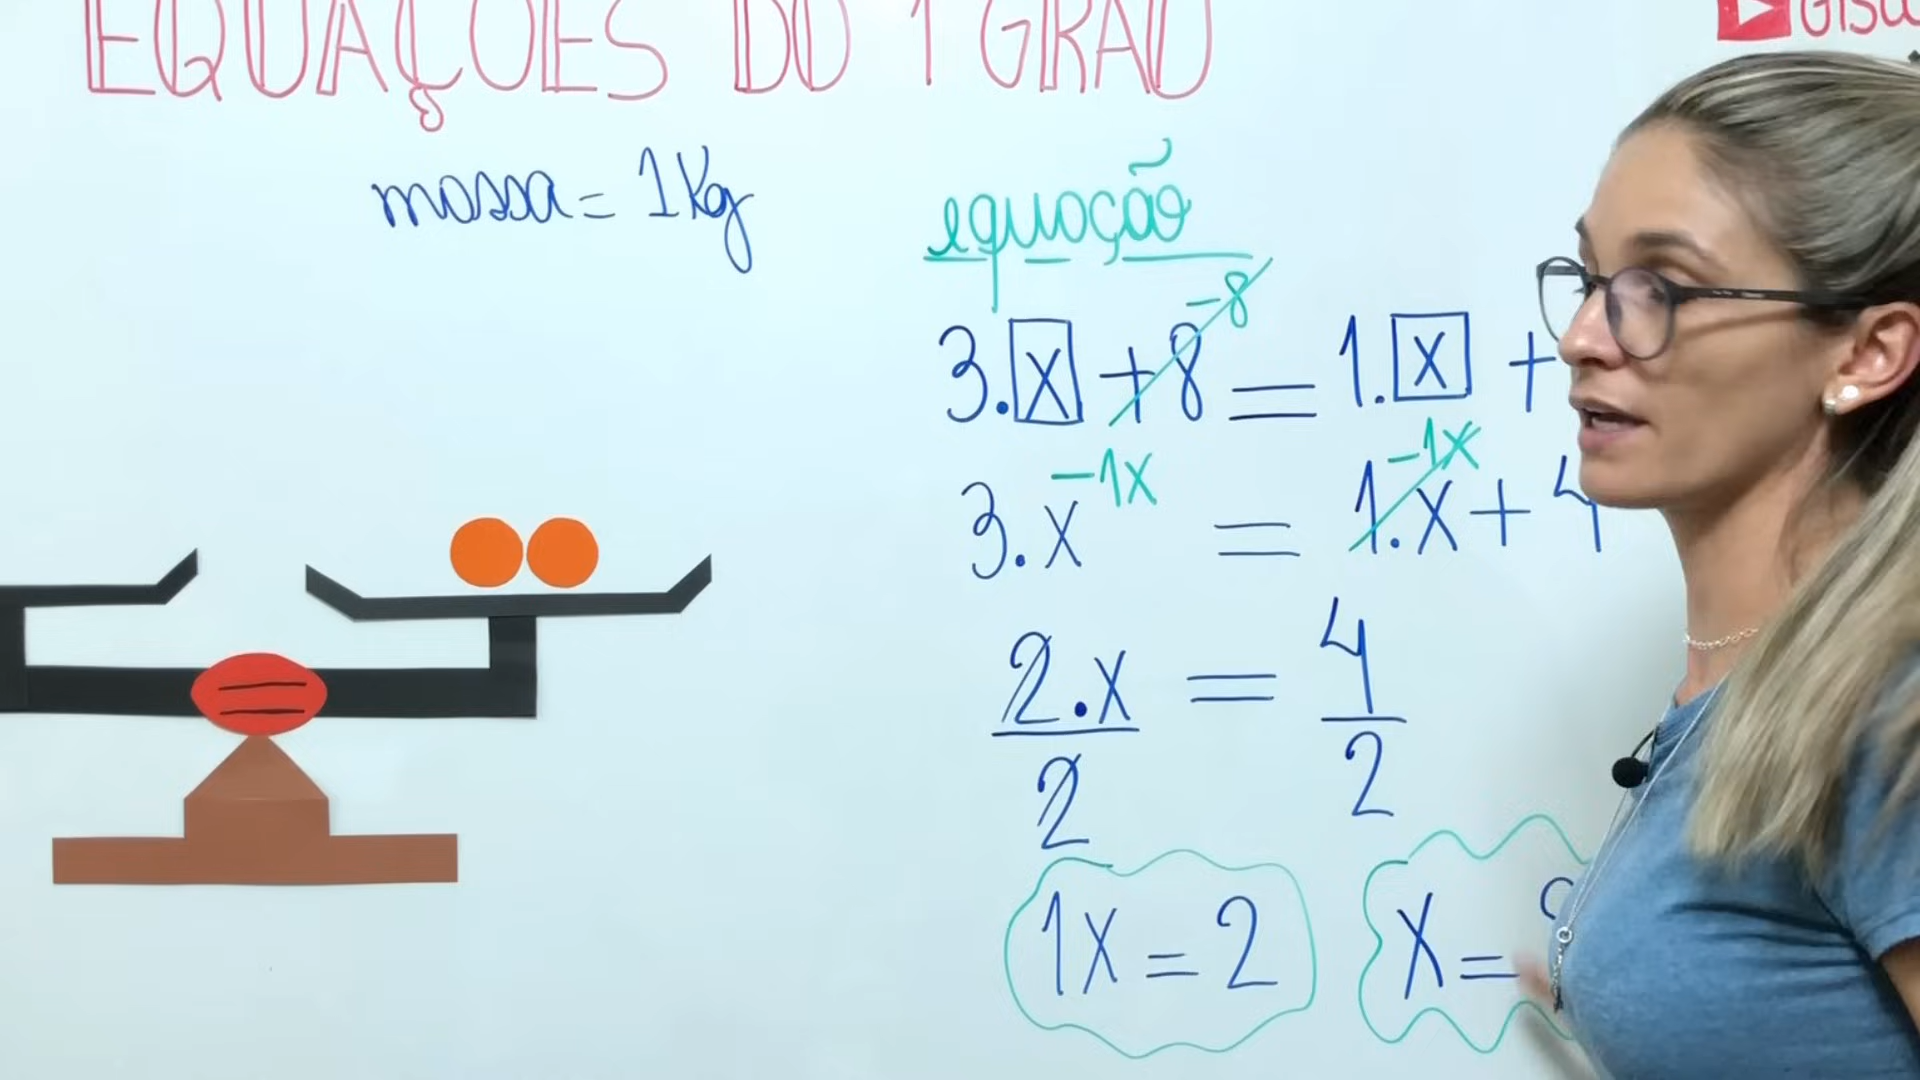 EQUAÇÕES DO 1 GRAU
massa = 1Kg
equação
3.x + 8 -8 = 1.x +
3.x -1x = 1.x -1x + 4
2.x / 2 = 4 / 2
1x = 2
x =